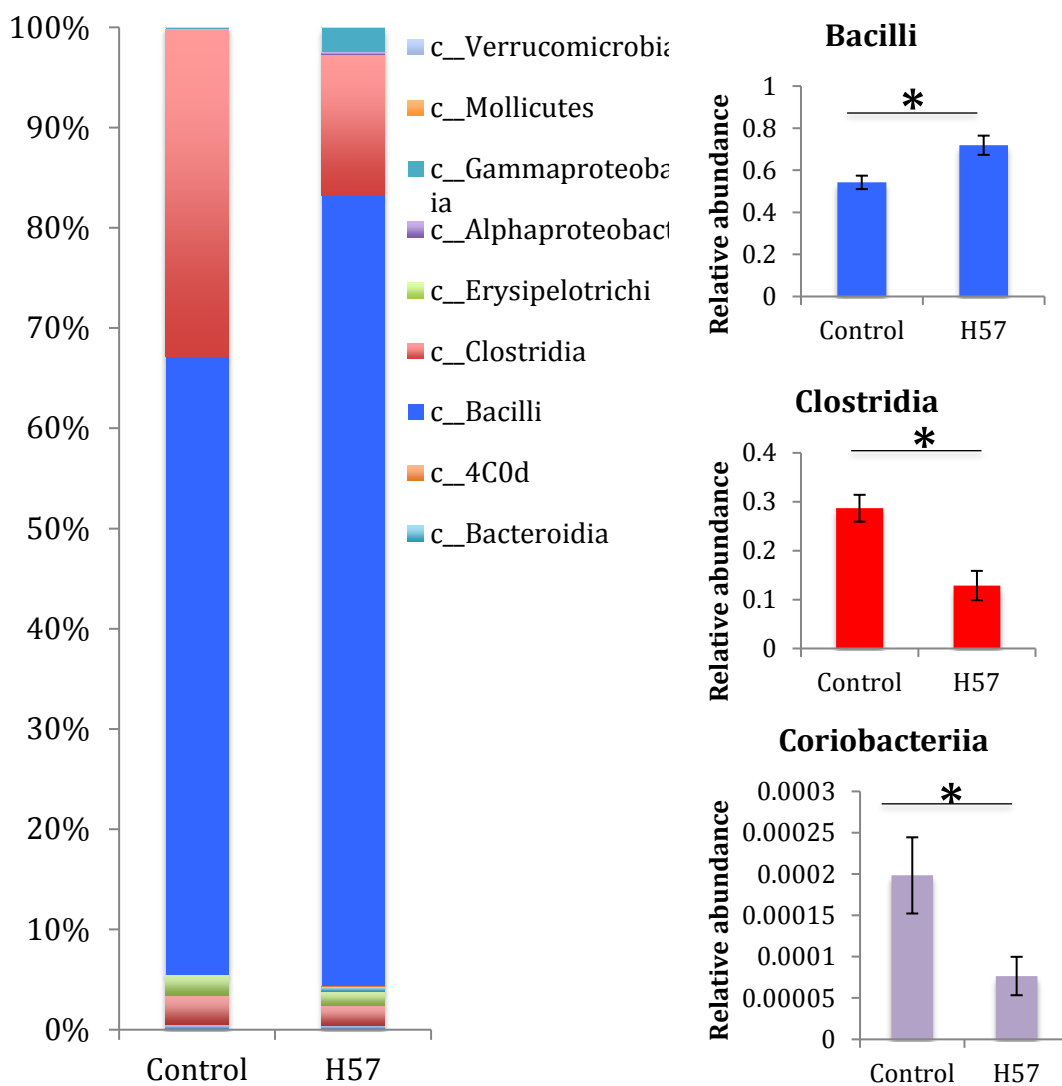 100%
90%
80%
70%
60%
50%
40%
30%
20%
10%
0%
Control
H57
c__Verrucomicrobia
c__Mollicutes
c__Gammaproteobac
ia
c__Alphaproteobact
c__Erysipelotrichi
c__Clostridia
c__Bacilli
c__4C0d
c__Bacteroidia
Bacilli
Relative abundance
1
0.8
0.6
0.4
0.2
0
*
Control
H57
Clostridia
Relative abundance
0.4
0.3
0.2
0.1
0
*
Control
H57
Coriobacteriia
Relative abundance
0.0003
0.00025
0.0002
0.00015
0.0001
0.00005
0
*
Control
H57